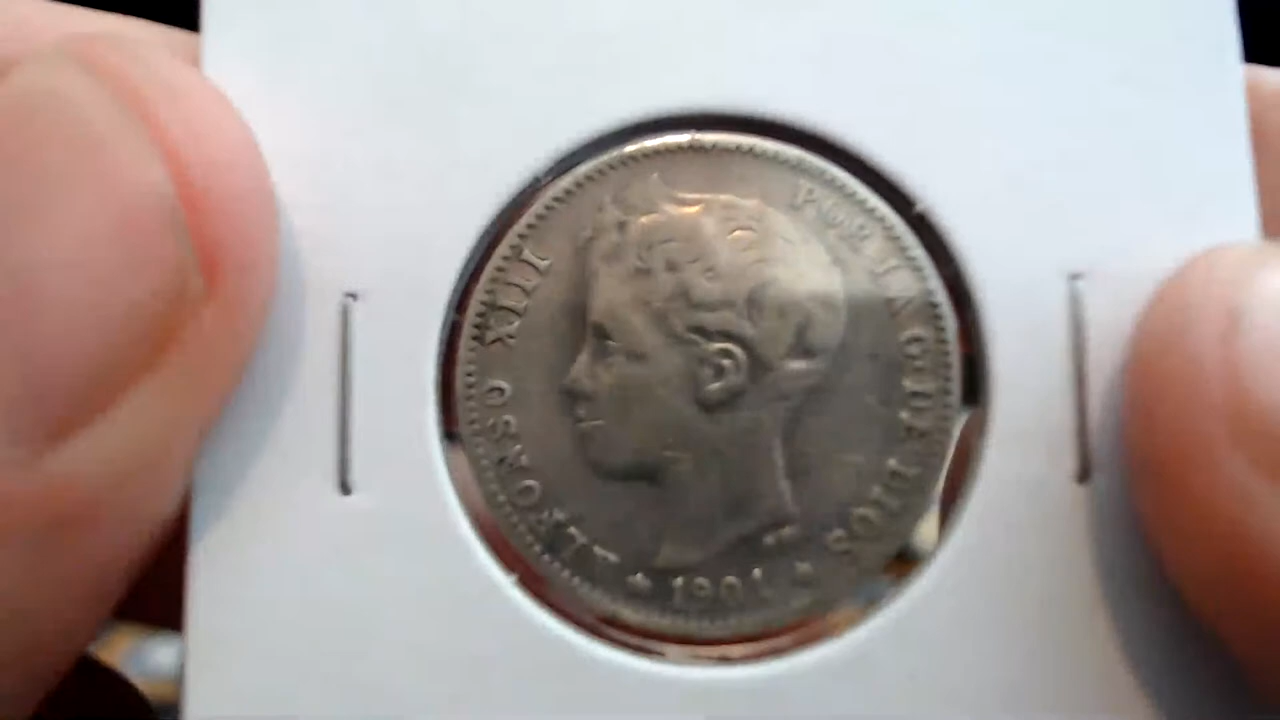 ALFONSO XIII
POR LA G. DE DIOS
* 1901 *